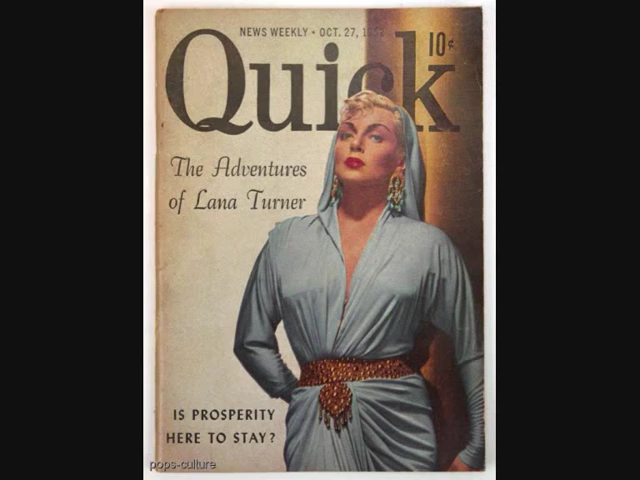 NEWS WEEKLY • OCT. 27,
10¢
Quick
The Adventures
of Lana Turner
IS PROSPERITY
HERE TO STAY?
pops-culture